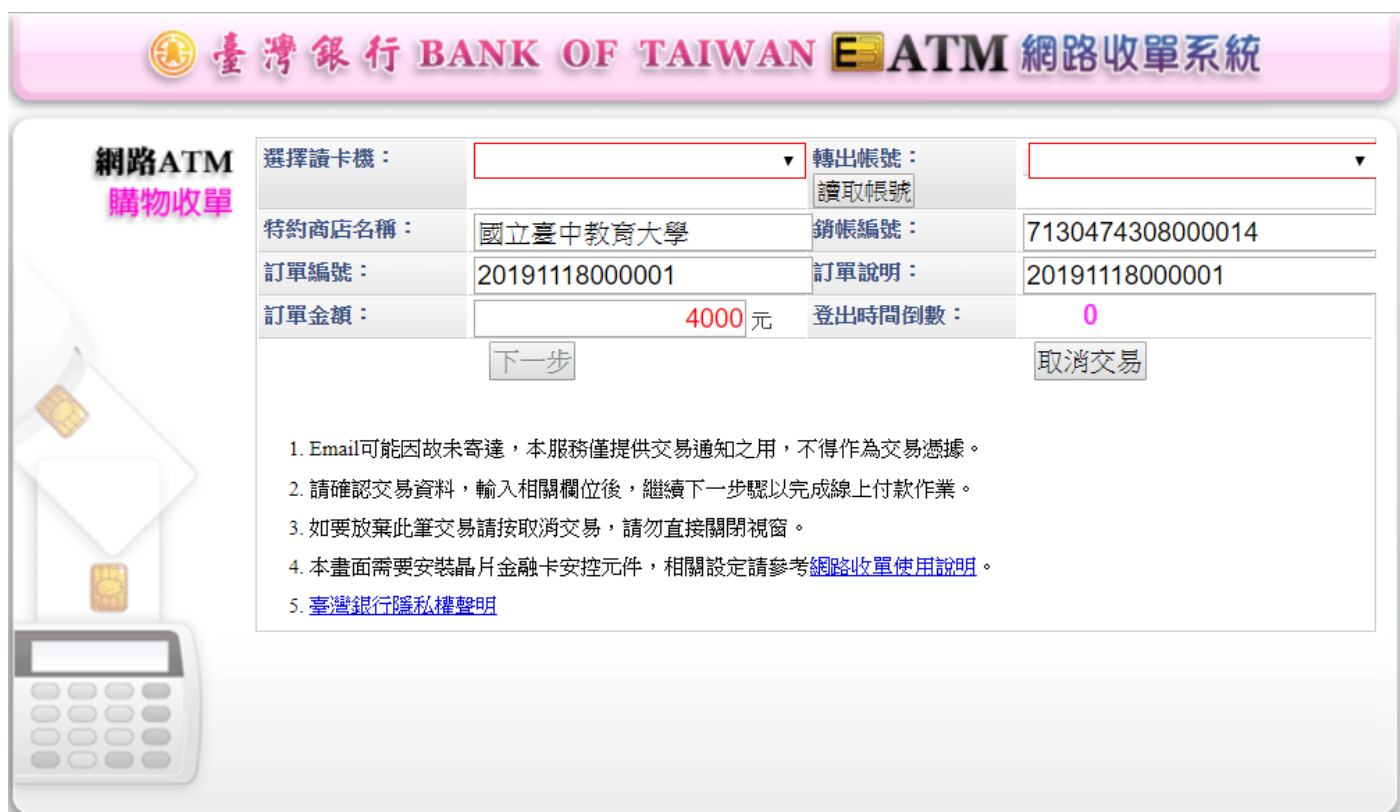 臺灣銀行 BANK OF TAIWAN E ATM 網路收單系統
網路ATM
購物收單
選擇讀卡機： 轉出帳號：
讀取帳號
特約商店名稱： 國立臺中教育大學 銷帳編號： 7130474308000014
訂單編號： 20191118000001 訂單說明： 20191118000001
訂單金額： 4000 元 登出時間倒數： 0
下一步 取消交易
1. Email可能因故未寄達，本服務僅提供交易通知之用，不得作為交易憑據。
2. 請確認交易資料，輸入相關欄位後，繼續下一步驟以完成線上付款作業。
3. 如要放棄此筆交易請按取消交易，請勿直接關閉視窗。
4. 本畫面需要安裝晶片金融卡安控元件，相關設定請參考網路收單使用說明。
5. 臺灣銀行隱私權聲明